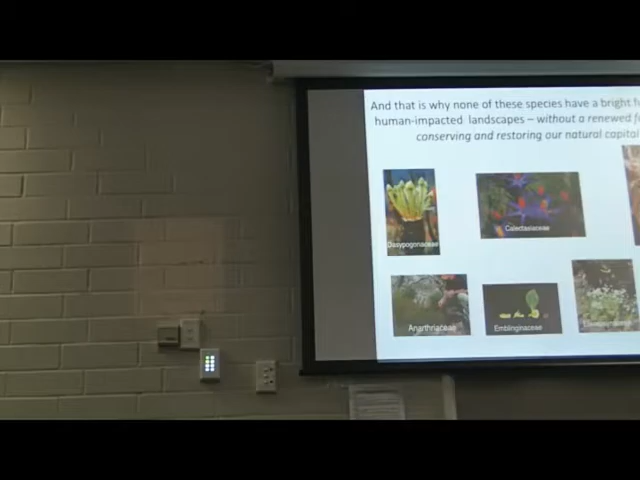 And that is why none of these species have a bright
human-impacted landscapes – without a renewed
conserving and restoring our natural capital
Dasypogonaceae
Calectasiaceae
Anarthriaceae
Emblingiaceae